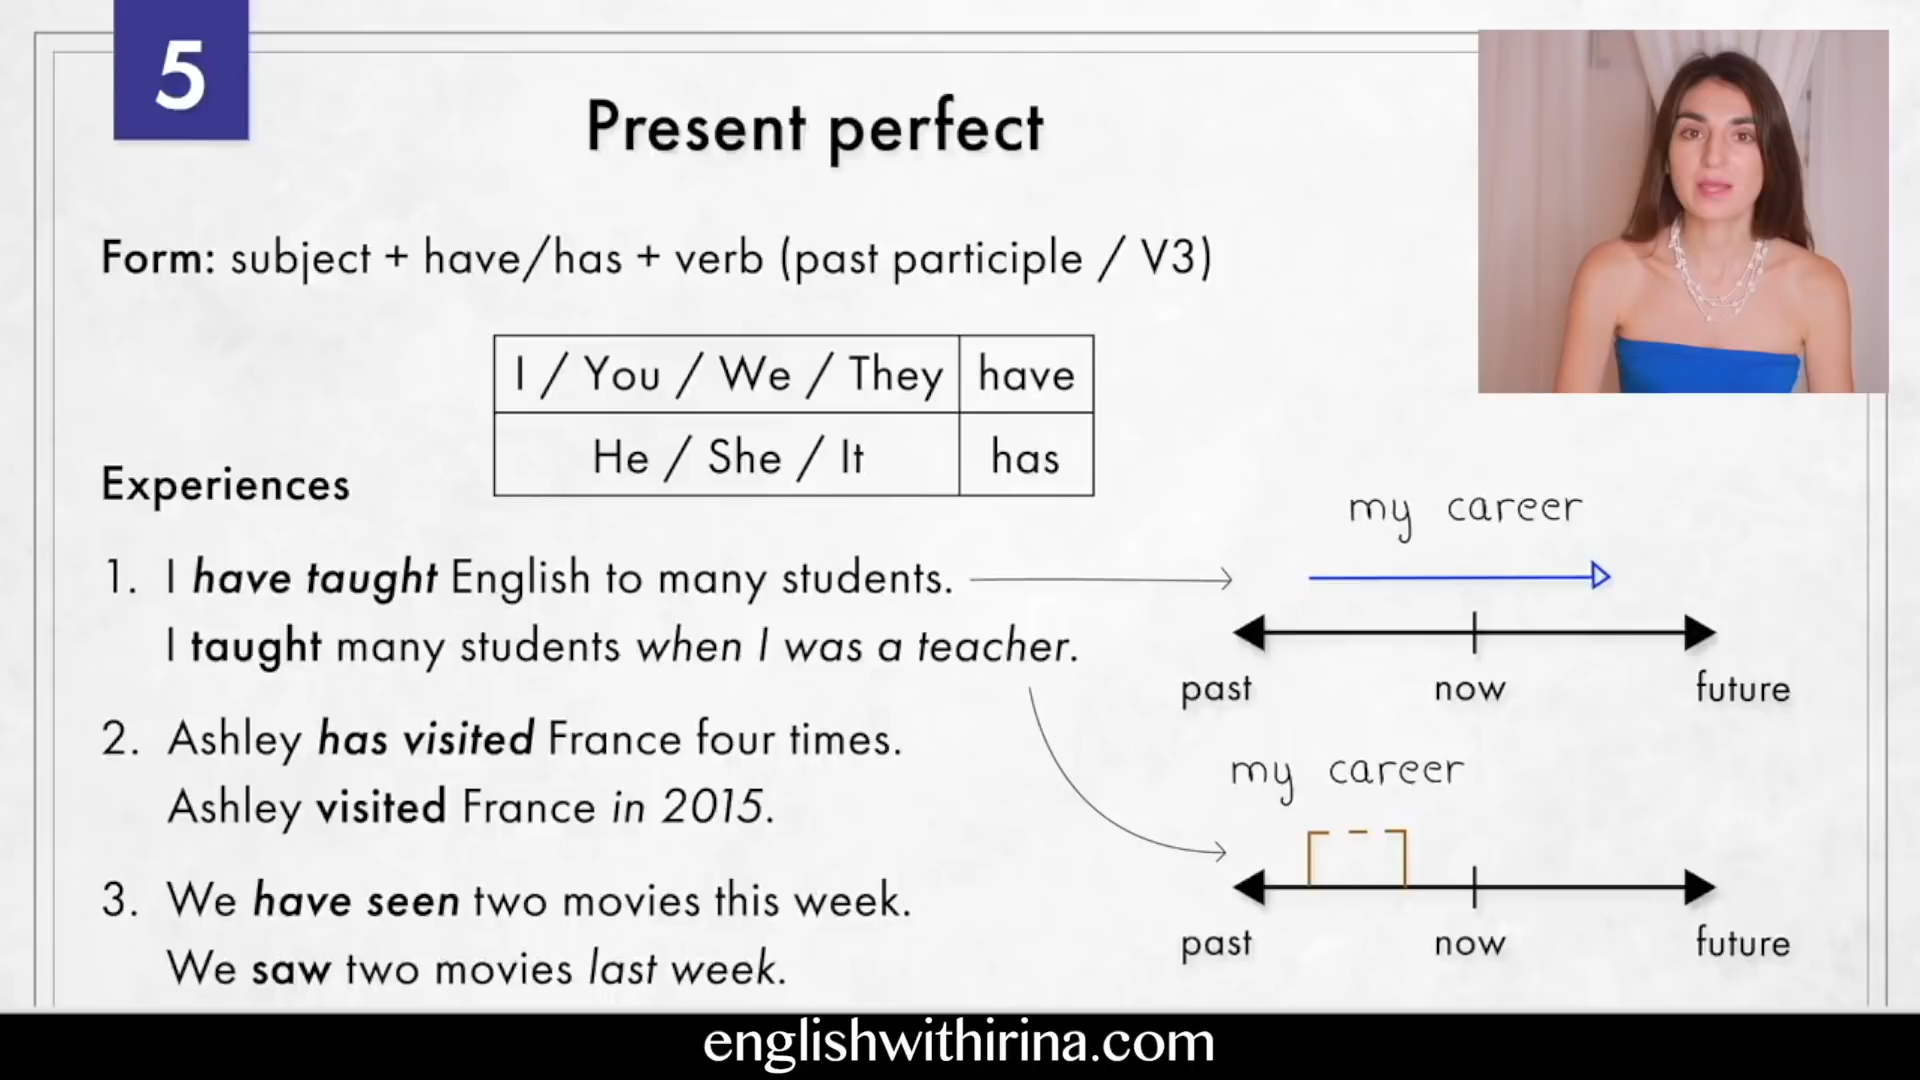 5
Present perfect
Form: subject + have/has + verb (past participle / V3)
I / You / We / They have
He / She / It has
Experiences
1. I have taught English to many students.
I taught many students when I was a teacher.
2. Ashley has visited France four times.
Ashley visited France in 2015.
3. We have seen two movies this week.
We saw two movies last week.
my career
past now future
my career
past now future
englishwithirina.com